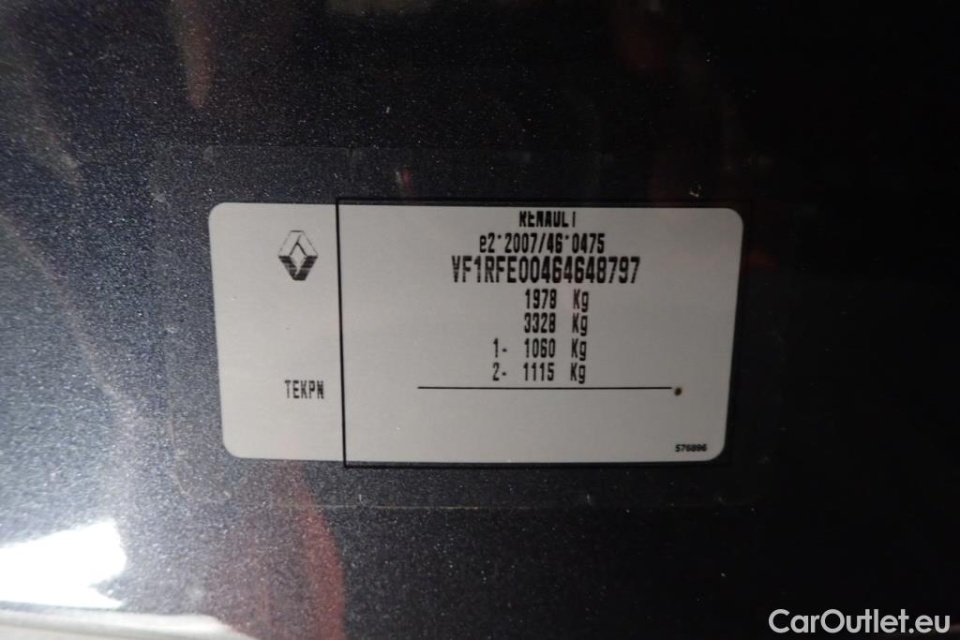 RENAULT
e2*2007/46*0475
VF1RFE00464648797
1978 Kg
3328 Kg
1- 1060 Kg
2- 1115 Kg
TEKPN
576896
CarOutlet.eu